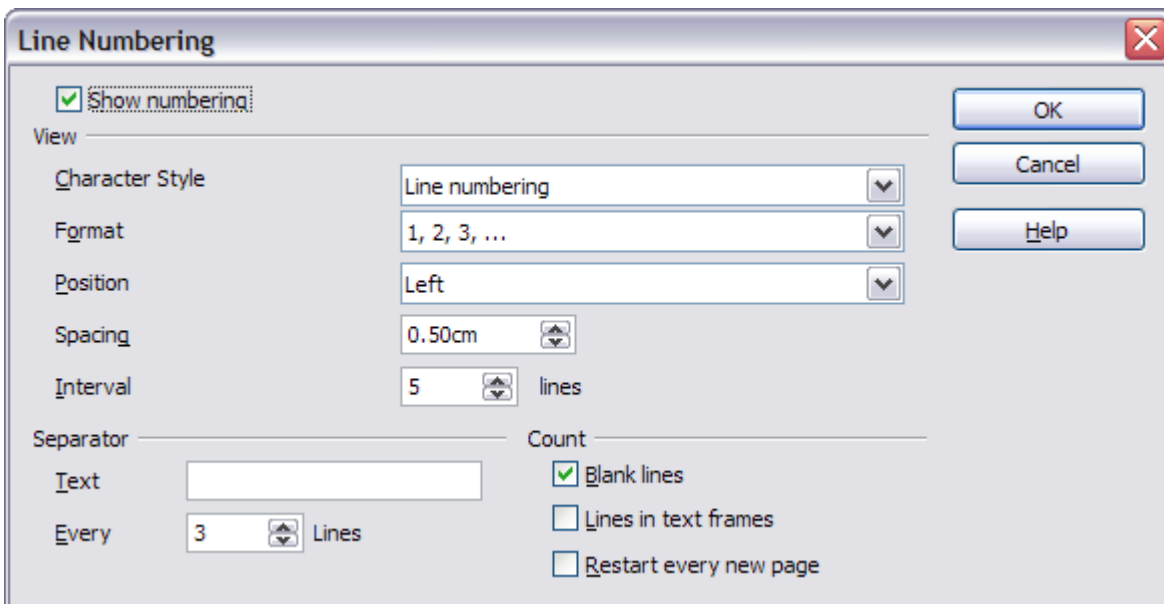 Line Numbering
Show numbering
OK
View
Cancel
Character Style Line numbering
Format 1, 2, 3, ...
Help
Position Left
Spacing 0.50cm
Interval 5 lines
Separator
Count
Text
Blank lines
Every 3 Lines
Lines in text frames
Restart every new page